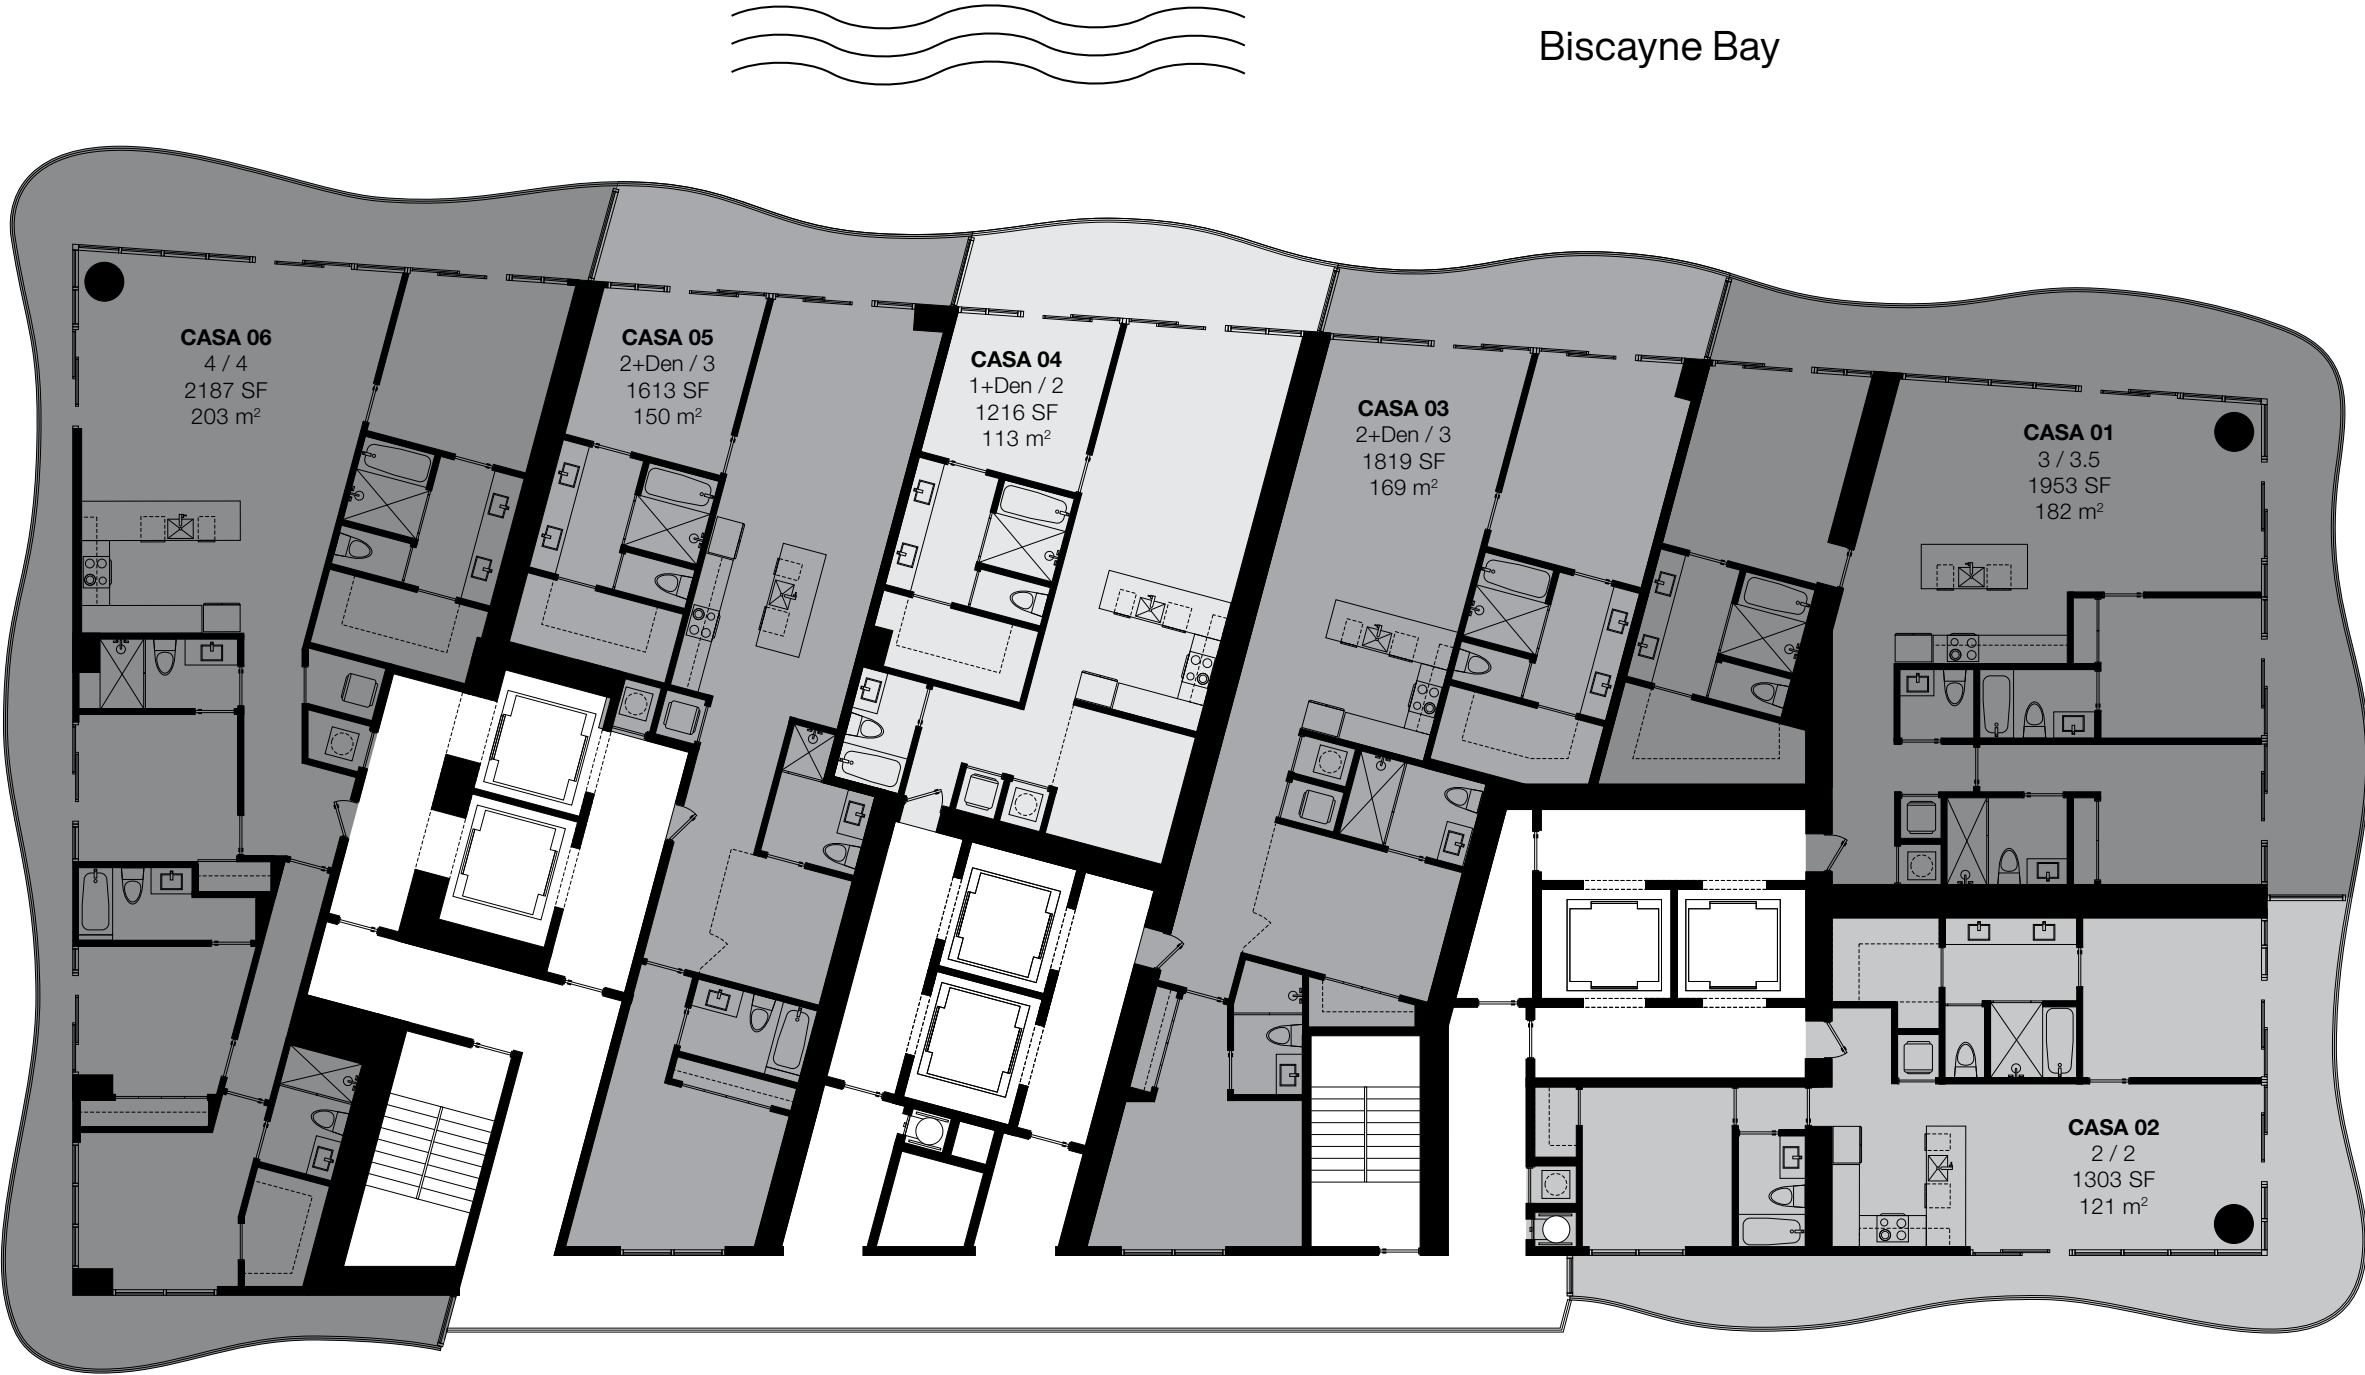 Biscayne Bay
CASA 06
4 / 4
2187 SF
203 m²
CASA 05
2+Den / 3
1613 SF
150 m²
CASA 04
1+Den / 2
1216 SF
113 m²
CASA 03
2+Den / 3
1819 SF
169 m²
CASA 01
3 / 3.5
1953 SF
182 m²
CASA 02
2 / 2
1303 SF
121 m²